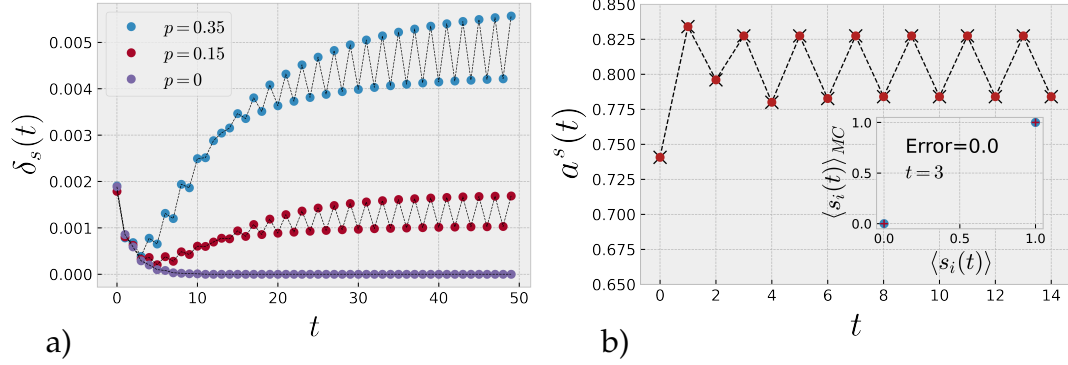 δ_s(t)
0.005
0.004
0.003
0.002
0.001
0.000
p = 0.35
p = 0.15
p = 0
0 10 20 30 40 50
t
a)
a^s(t)
0.850
0.825
0.800
0.775
0.750
0.725
0.700
0.675
0.650
⟨s_i(t)⟩_MC
1.0
0.5
0.0
Error=0.0
t = 3
0.0 0.5 1.0
⟨s_i(t)⟩
0 2 4 6 8 10 12 14
t
b)